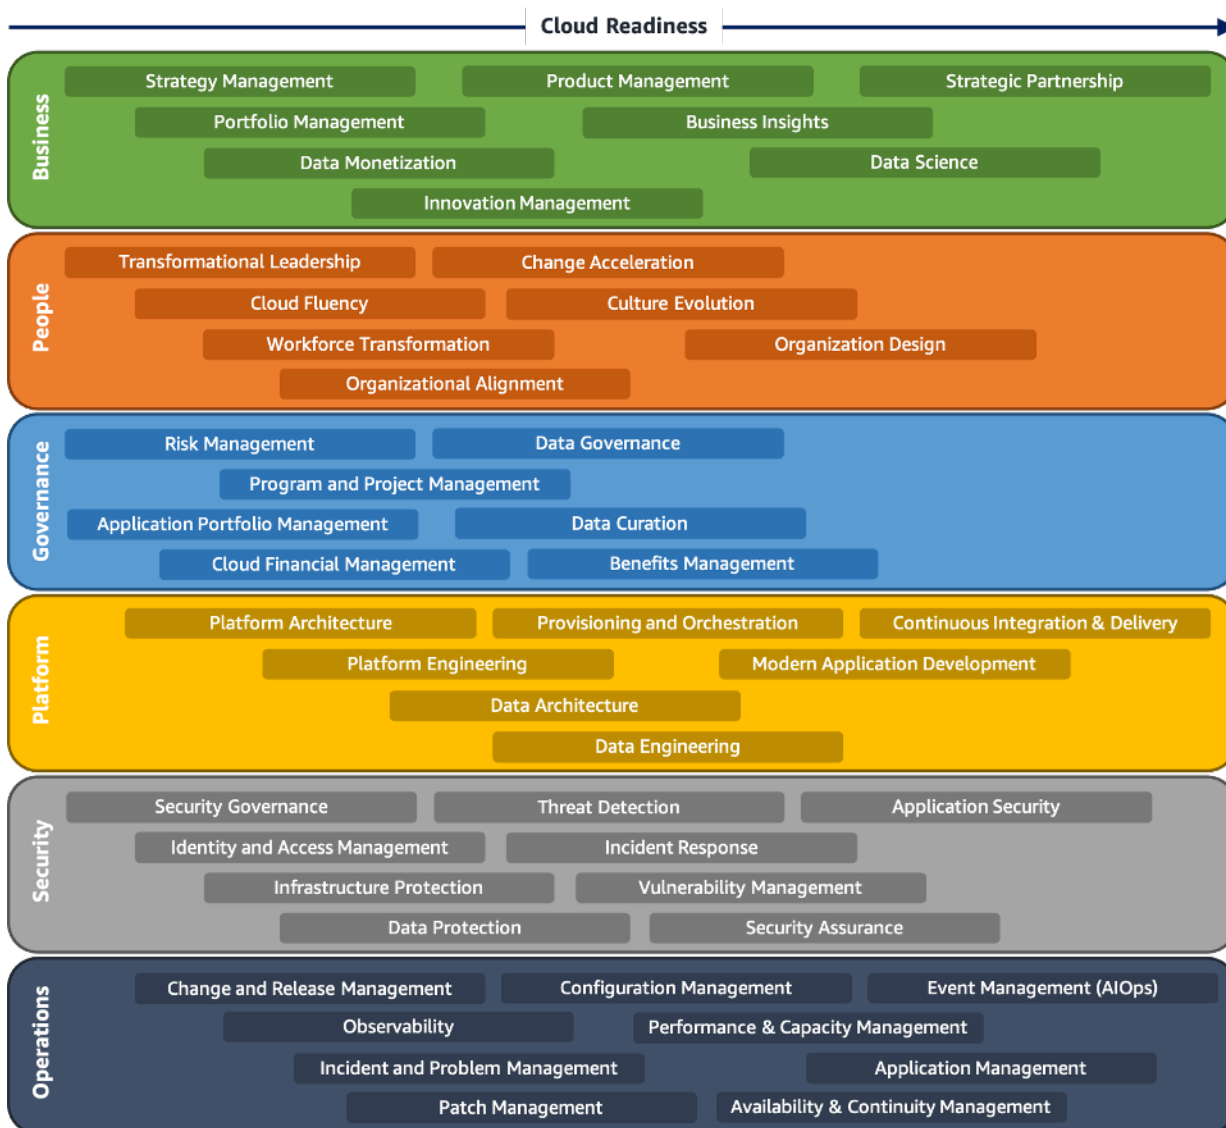 Cloud Readiness
Business
Strategy Management
Product Management
Strategic Partnership
Portfolio Management
Business Insights
Data Monetization
Data Science
Innovation Management
People
Transformational Leadership
Change Acceleration
Cloud Fluency
Culture Evolution
Workforce Transformation
Organization Design
Organizational Alignment
Governance
Risk Management
Data Governance
Program and Project Management
Application Portfolio Management
Data Curation
Cloud Financial Management
Benefits Management
Platform
Platform Architecture
Provisioning and Orchestration
Continuous Integration & Delivery
Platform Engineering
Modern Application Development
Data Architecture
Data Engineering
Security
Security Governance
Threat Detection
Application Security
Identity and Access Management
Incident Response
Infrastructure Protection
Vulnerability Management
Data Protection
Security Assurance
Operations
Change and Release Management
Configuration Management
Event Management (AIOps)
Observability
Performance & Capacity Management
Incident and Problem Management
Application Management
Patch Management
Availability & Continuity Management